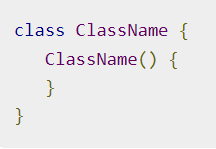 class ClassName {
   ClassName() {
   }
}